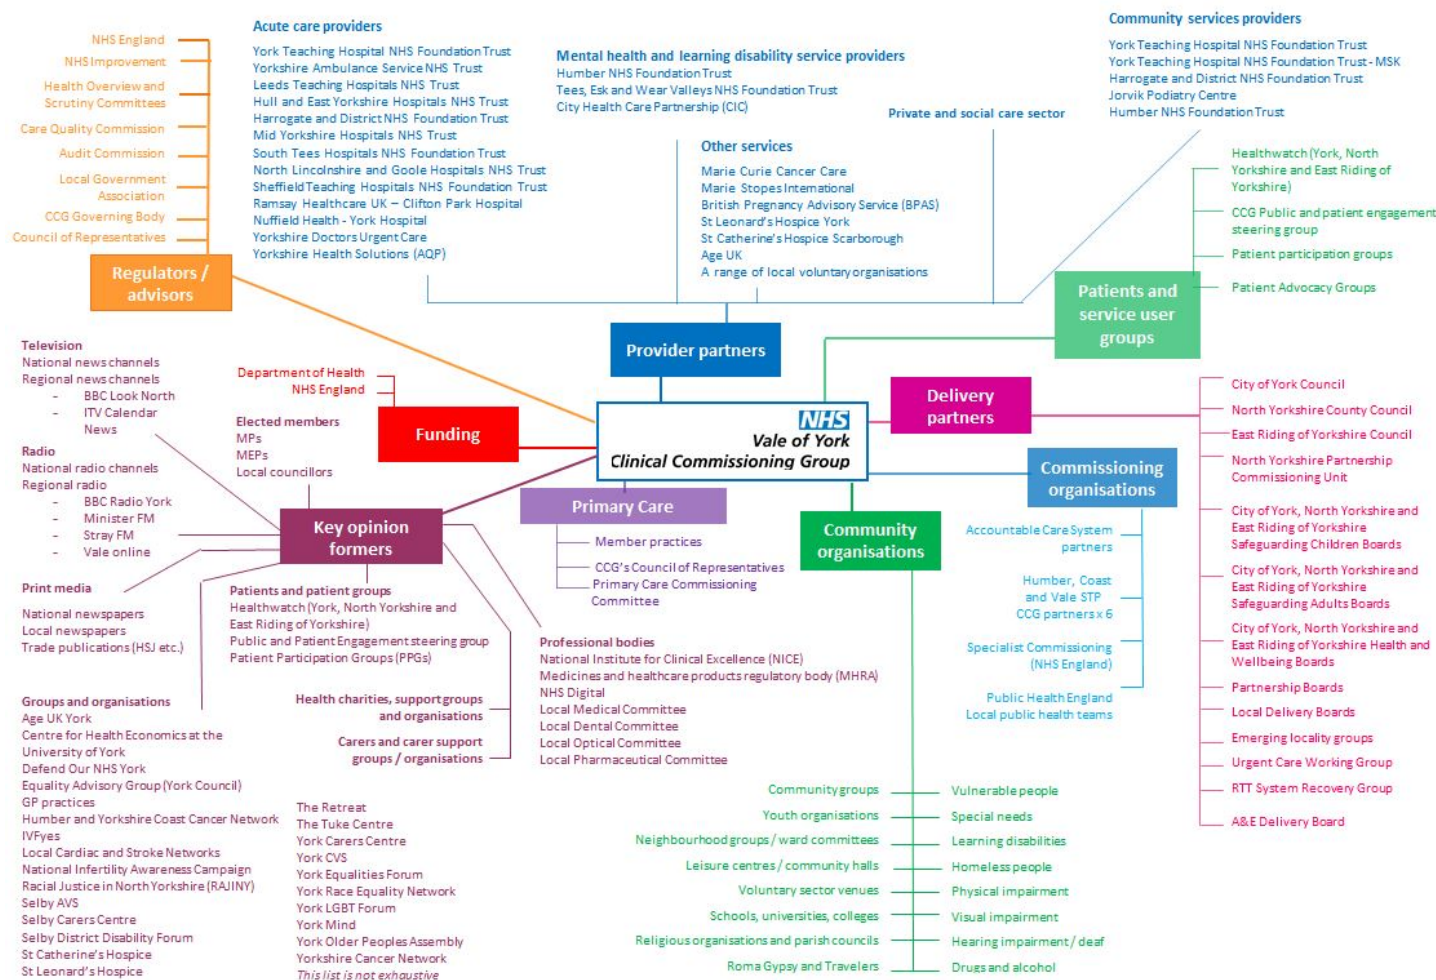 NHS England
NHS Improvement
Health Overview and
Scrutiny Committees
Care Quality Commission
Audit Commission
Local Government
Association
CCG Governing Body
Council of Representatives
Regulators /
advisors
Acute care providers
York Teaching Hospital NHS Foundation Trust
Yorkshire Ambulance Service NHS Trust
Leeds Teaching Hospitals NHS Trust
Hull and East Yorkshire Hospitals NHS Trust
Harrogate and District NHS Foundation Trust
Mid Yorkshire Hospitals NHS Trust
South Tees Hospitals NHS Foundation Trust
North Lincolnshire and Goole Hospitals NHS Trust
Sheffield Teaching Hospitals NHS Foundation Trust
Ramsay Healthcare UK – Clifton Park Hospital
Nuffield Health - York Hospital
Yorkshire Doctors Urgent Care
Yorkshire Health Solutions (AQP)
Mental health and learning disability service providers
Humber NHS Foundation Trust
Tees, Esk and Wear Valleys NHS Foundation Trust
City Health Care Partnership (CIC)
Other services
Marie Curie Cancer Care
Marie Stopes International
British Pregnancy Advisory Service (BPAS)
St Leonard's Hospice York
St Catherine's Hospice Scarborough
Age UK
A range of local voluntary organisations
Private and social care sector
Community services providers
York Teaching Hospital NHS Foundation Trust
York Teaching Hospital NHS Foundation Trust - MSK
Harrogate and District NHS Foundation Trust
Jorvik Podiatry Centre
Humber NHS Foundation Trust
Provider partners
Healthwatch (York, North
Yorkshire and East Riding of
Yorkshire)
CCG Public and patient engagement
steering group
Patient participation groups
Patient Advocacy Groups
Patients and
service user
groups
Department of Health
NHS England
Funding
NHS
Vale of York
Clinical Commissioning Group
Delivery
partners
City of York Council
North Yorkshire County Council
East Riding of Yorkshire Council
North Yorkshire Partnership
Commissioning Unit
City of York, North Yorkshire and
East Riding of Yorkshire
Safeguarding Children Boards
City of York, North Yorkshire and
East Riding of Yorkshire
Safeguarding Adults Boards
City of York, North Yorkshire and
East Riding of Yorkshire Health and
Wellbeing Boards
Partnership Boards
Local Delivery Boards
Emerging locality groups
Urgent Care Working Group
RTT System Recovery Group
A&E Delivery Board
Commissioning
organisations
Accountable Care System
partners
Humber, Coast
and Vale STP
CCG partners x 6
Specialist Commissioning
(NHS England)
Public Health England
Local public health teams
Primary Care
Member practices
CCG's Council of Representatives
Primary Care Commissioning
Committee
Community
organisations
Community groups
Youth organisations
Neighbourhood groups / ward committees
Leisure centres / community halls
Voluntary sector venues
Schools, universities, colleges
Religious organisations and parish councils
Roma Gypsy and Travelers
Vulnerable people
Special needs
Learning disabilities
Homeless people
Physical impairment
Visual impairment
Hearing impairment / deaf
Drugs and alcohol
Key opinion
formers
Television
National news channels
Regional news channels
- BBC Look North
- ITV Calendar
News
Radio
National radio channels
Regional radio
- BBC Radio York
- Minister FM
- Stray FM
- Vale online
Print media
National newspapers
Local newspapers
Trade publications (HSJ etc.)
Elected members
MPs
MEPs
Local councillors
Patients and patient groups
Healthwatch (York, North Yorkshire and
East Riding of Yorkshire)
Public and Patient Engagement steering group
Patient Participation Groups (PPGs)
Health charities, support groups
and organisations
Carers and carer support
groups / organisations
Professional bodies
National Institute for Clinical Excellence (NICE)
Medicines and healthcare products regulatory body (MHRA)
NHS Digital
Local Medical Committee
Local Dental Committee
Local Optical Committee
Local Pharmaceutical Committee
Groups and organisations
Age UK York
Centre for Health Economics at the
University of York
Defend Our NHS York
Equality Advisory Group (York Council)
GP practices
Humber and Yorkshire Coast Cancer Network
IVFyes
Local Cardiac and Stroke Networks
National Infertility Awareness Campaign
Racial Justice in North Yorkshire (RAJINY)
Selby AVS
Selby Carers Centre
Selby District Disability Forum
St Catherine's Hospice
St Leonard's Hospice
The Retreat
The Tuke Centre
York Carers Centre
York CVS
York Equalities Forum
York Race Equality Network
York LGBT Forum
York Mind
York Older Peoples Assembly
Yorkshire Cancer Network
This list is not exhaustive